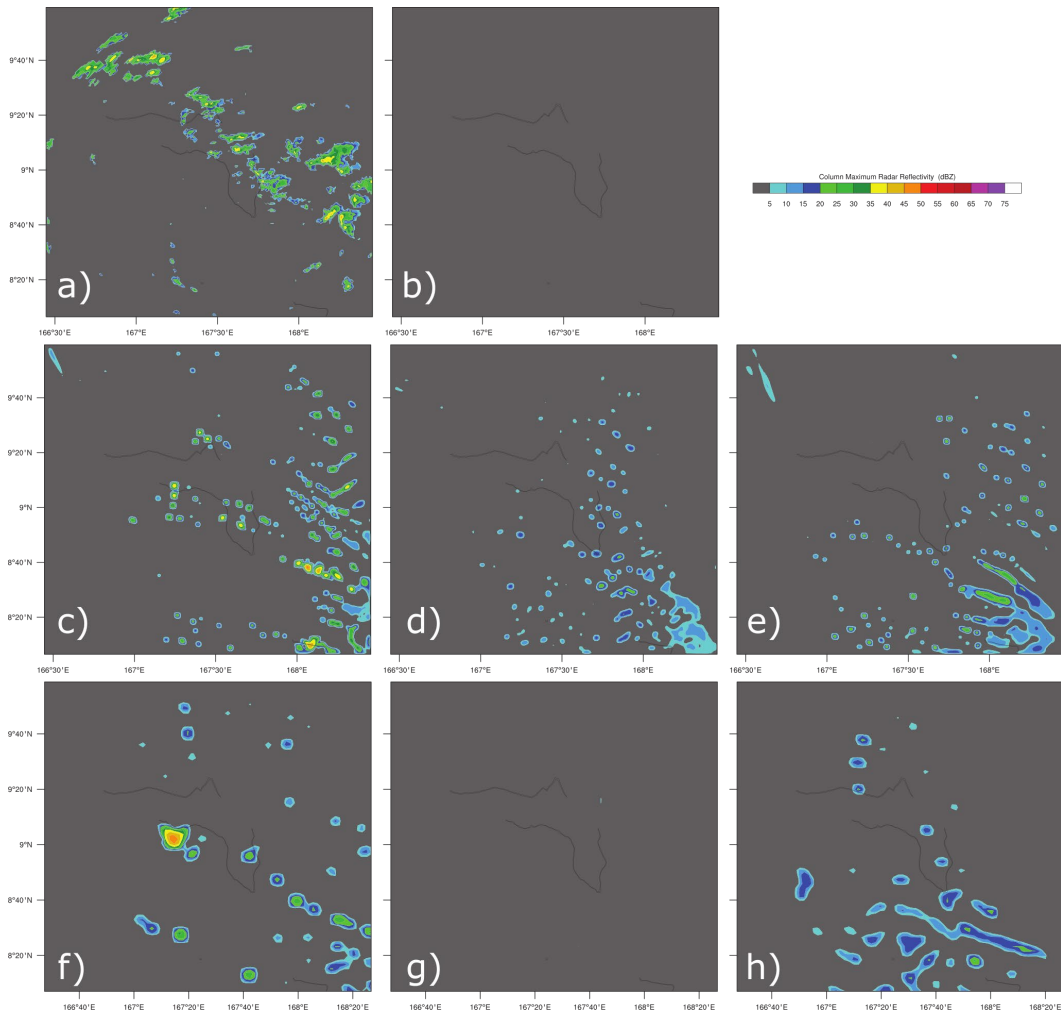 9°40'N
9°20'N
9°N
8°40'N
8°20'N
a)
b)
Column Maximum Radar Reflectivity (dBZ)
5 10 15 20 25 30 35 40 45 50 55 60 65 70 75
166°30'E 167°E 167°30'E 168°E
166°30'E 167°E 167°30'E 168°E
9°40'N
9°20'N
9°N
8°40'N
8°20'N
c)
d)
e)
166°30'E 167°E 167°30'E 168°E
166°30'E 167°E 167°30'E 168°E
166°30'E 167°E 167°30'E 168°E
9°40'N
9°20'N
9°N
8°40'N
8°20'N
f)
g)
h)
166°40'E 167°E 167°20'E 167°40'E 168°E 168°20'E
166°40'E 167°E 167°20'E 167°40'E 168°E 168°20'E
166°40'E 167°E 167°20'E 167°40'E 168°E 168°20'E